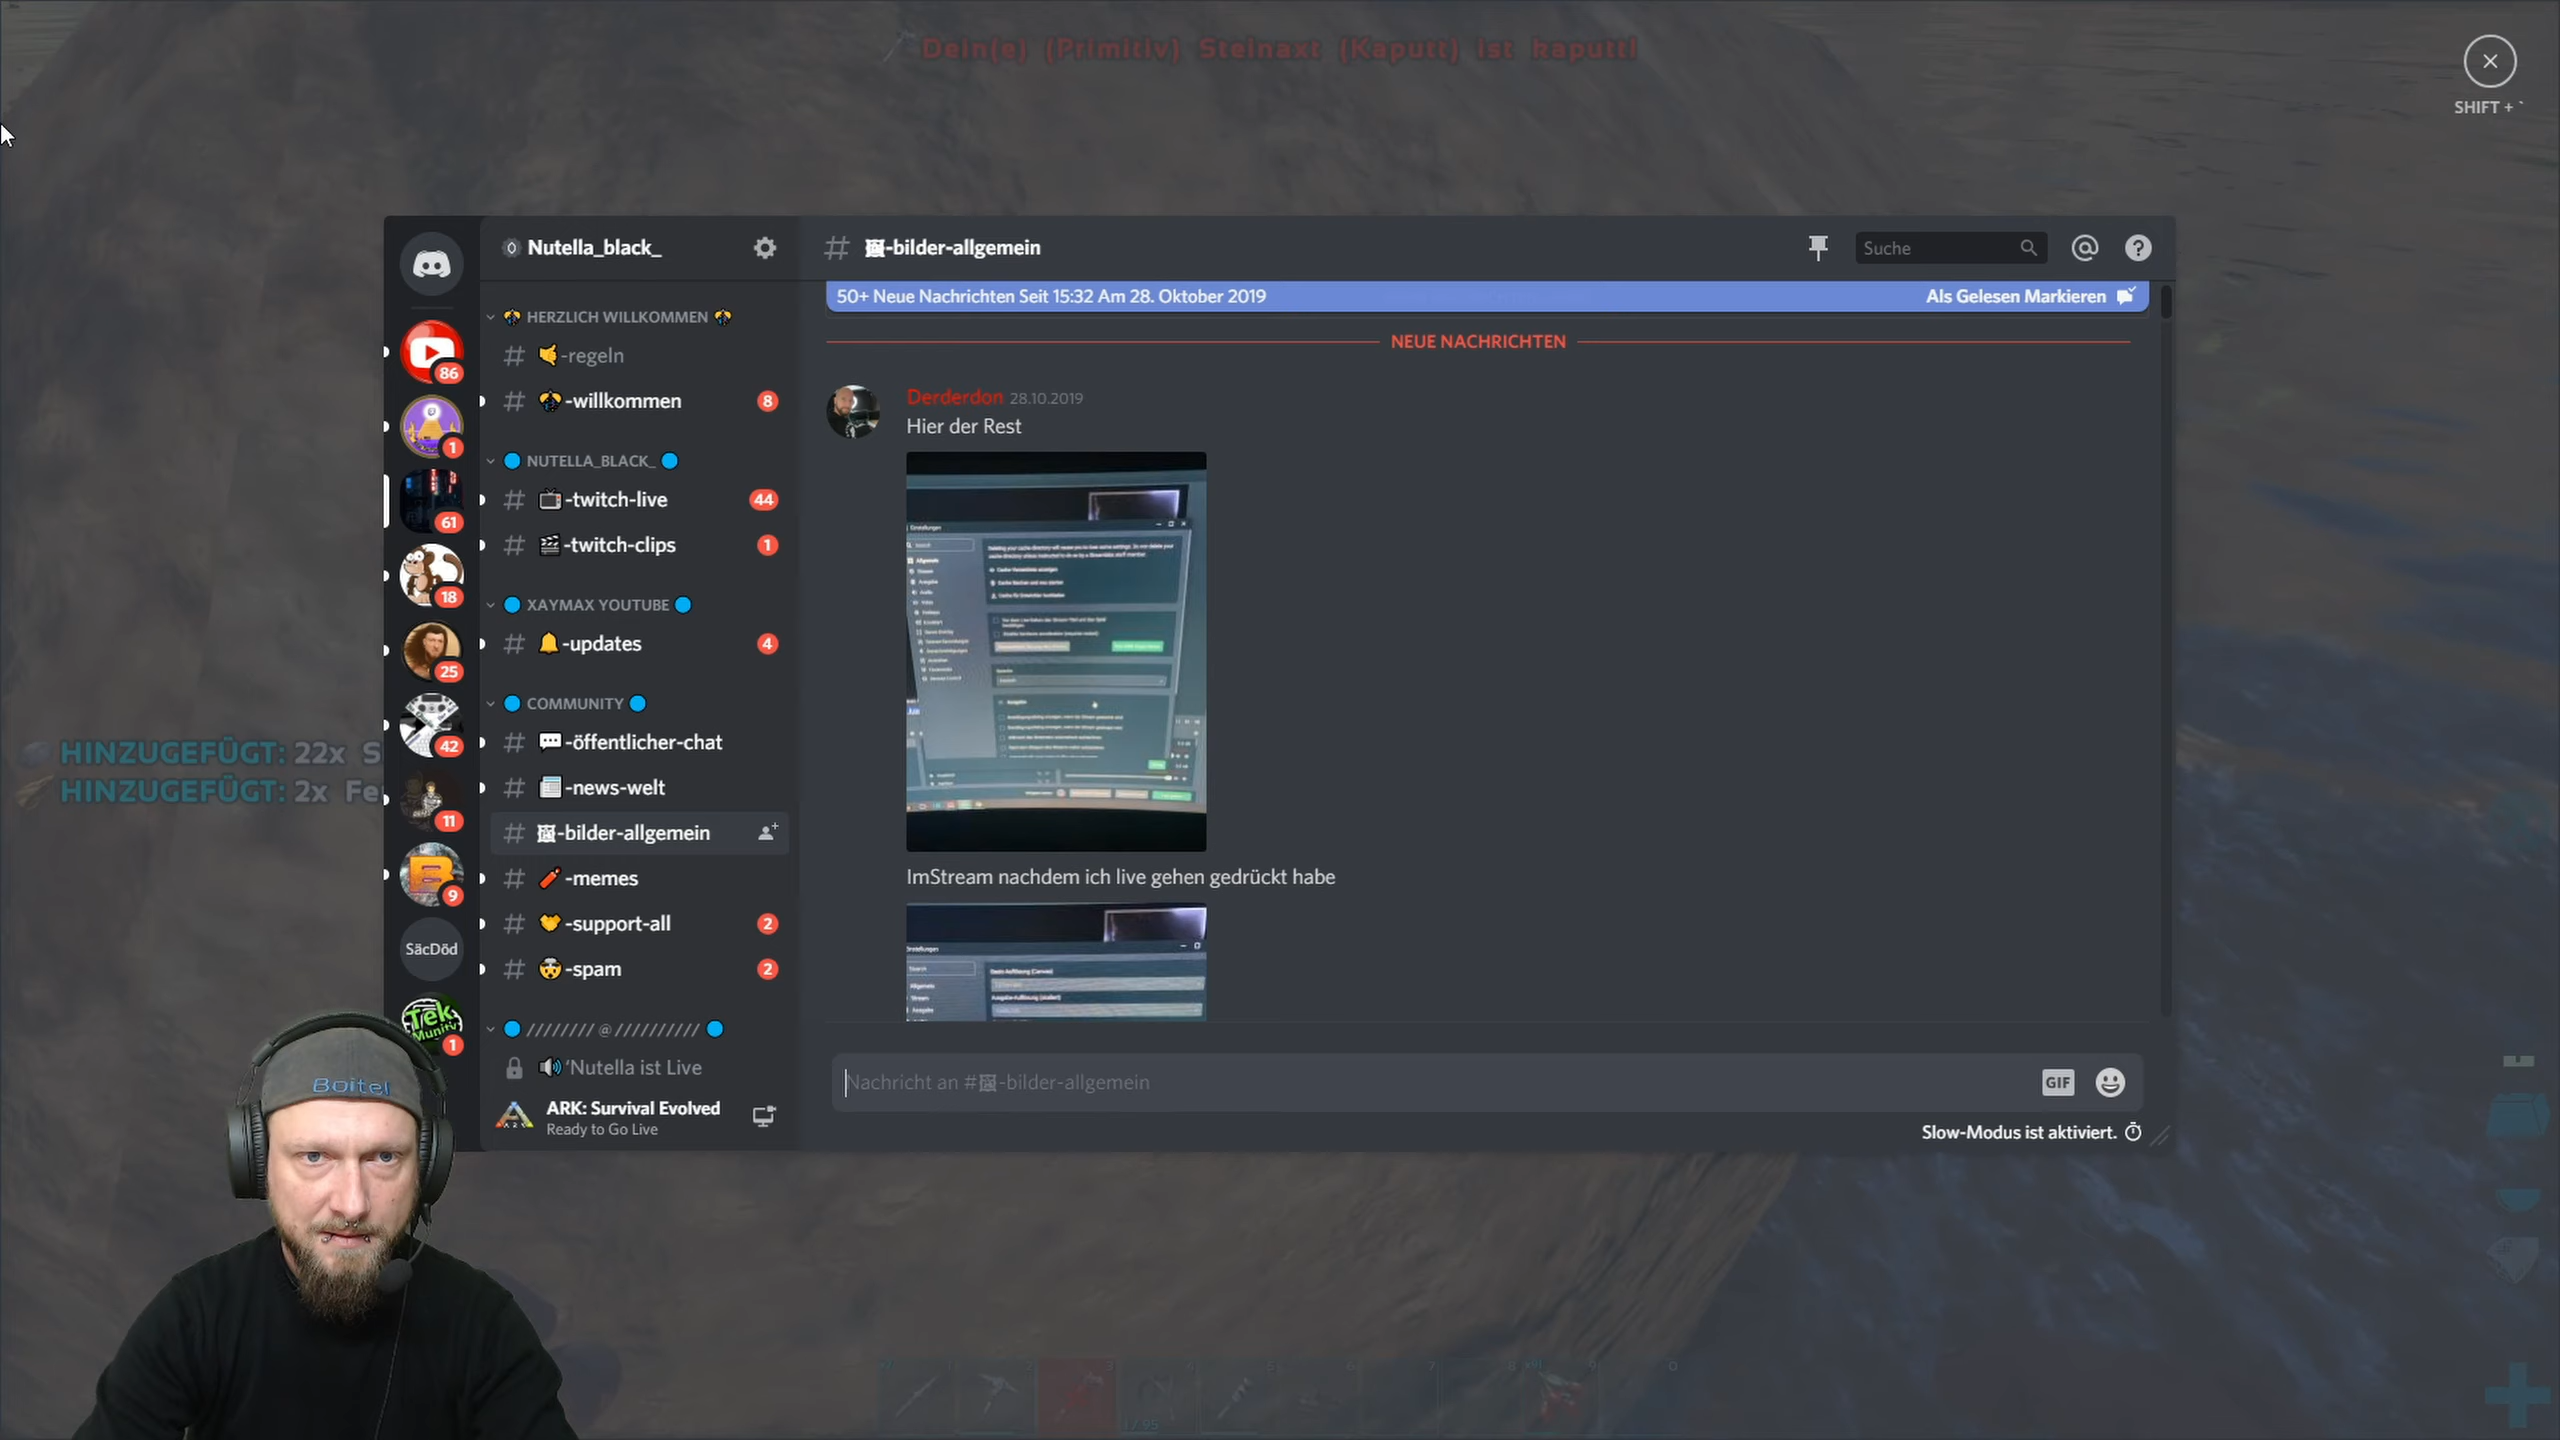 Dein(e) (Primitiv) Steinaxt (Kaputt) ist kaputt!
SHIFT + `
Nutella_black_
HERZLICH WILLKOMMEN
-regeln
-willkommen
8
NUTELLA_BLACK_
-twitch-live
44
-twitch-clips
1
XAYMAX YOUTUBE
-updates
4
COMMUNITY
-öffentlicher-chat
-news-welt
-bilder-allgemein
-memes
-support-all
2
-spam
2
//////// @ //////////
'Nutella ist Live
ARK: Survival Evolved
Ready to Go Live
86
1
61
18
25
42
11
9
SäcDöd
Tek
Munity
1
-bilder-allgemein
Suche
50+ Neue Nachrichten Seit 15:32 Am 28. Oktober 2019
Als Gelesen Markieren
NEUE NACHRICHTEN
Derderdon 28.10.2019
Hier der Rest
ImStream nachdem ich live gehen gedrückt habe
Nachricht an #-bilder-allgemein
GIF
Slow-Modus ist aktiviert.
HINZUGEFÜGT: 22x S
HINZUGEFÜGT: 2x Fe
Boitel